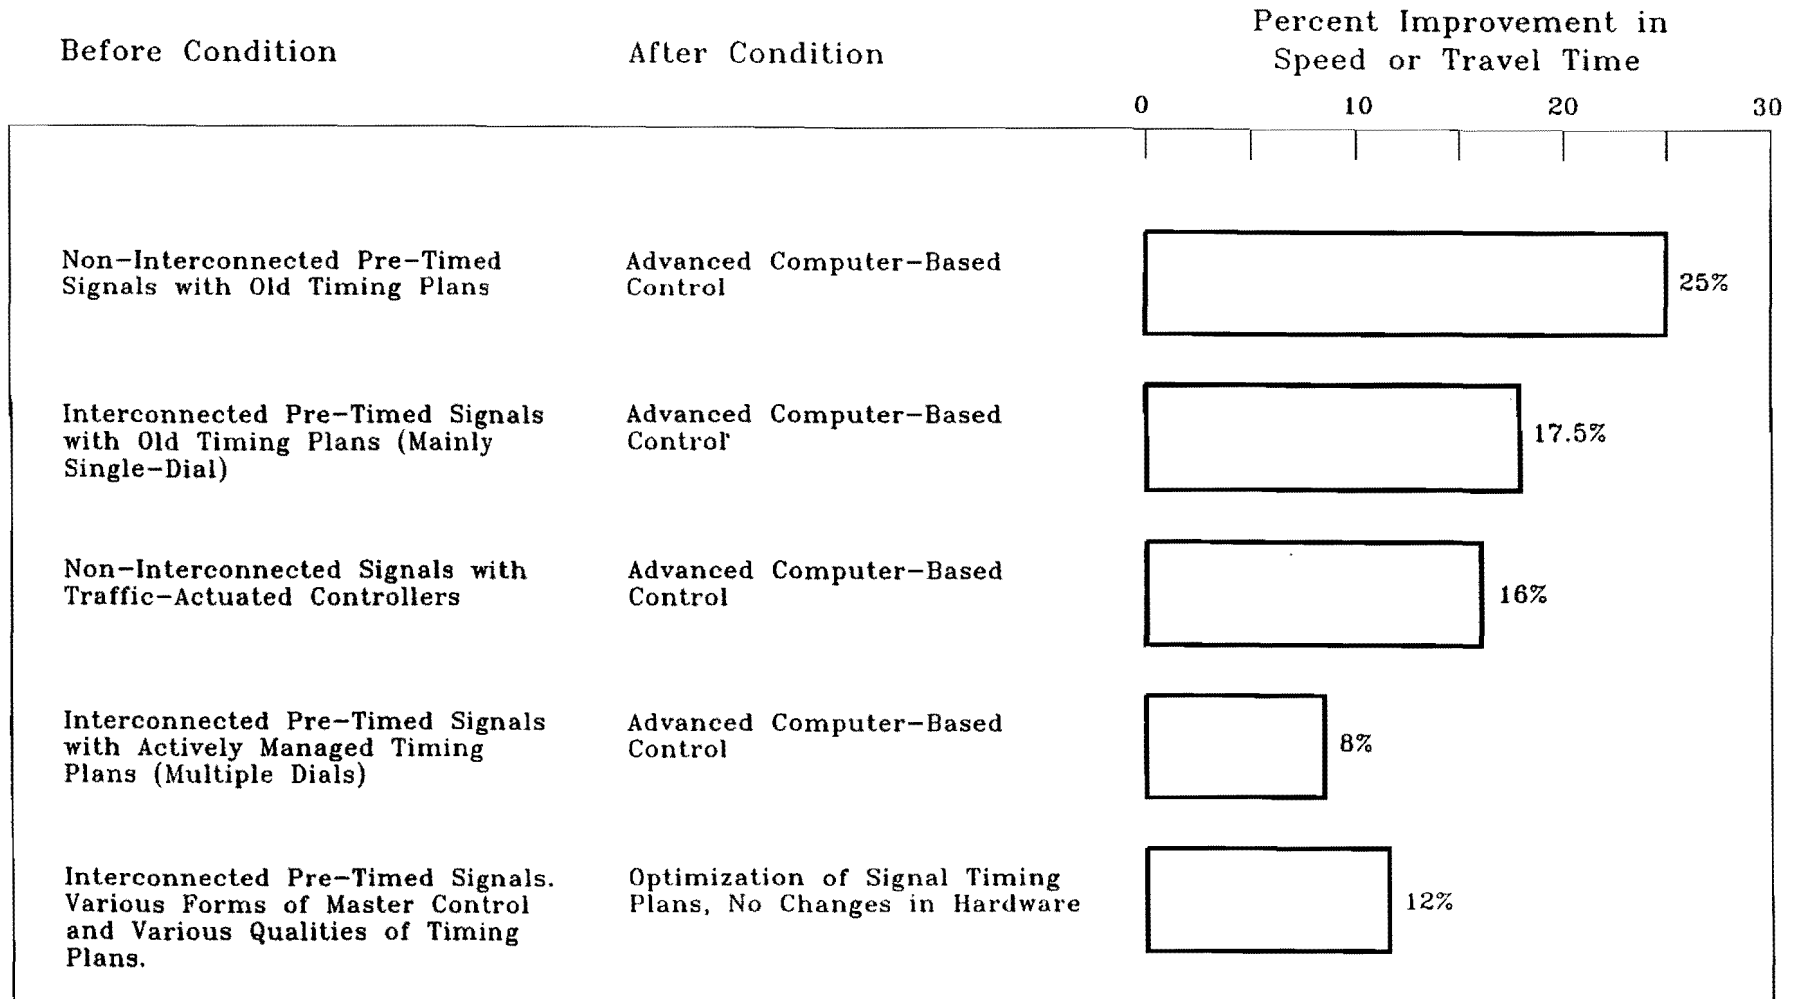 Before Condition
After Condition
Percent Improvement in
Speed or Travel Time
0 10 20 30
Non-Interconnected Pre-Timed
Signals with Old Timing Plans
Advanced Computer-Based
Control
25%
Interconnected Pre-Timed Signals
with Old Timing Plans (Mainly
Single-Dial)
Advanced Computer-Based
Control
17.5%
Non-Interconnected Signals with
Traffic-Actuated Controllers
Advanced Computer-Based
Control
16%
Interconnected Pre-Timed Signals
with Actively Managed Timing
Plans (Multiple Dials)
Advanced Computer-Based
Control
8%
Interconnected Pre-Timed Signals.
Various Forms of Master Control
and Various Qualities of Timing
Plans.
Optimization of Signal Timing
Plans, No Changes in Hardware
12%